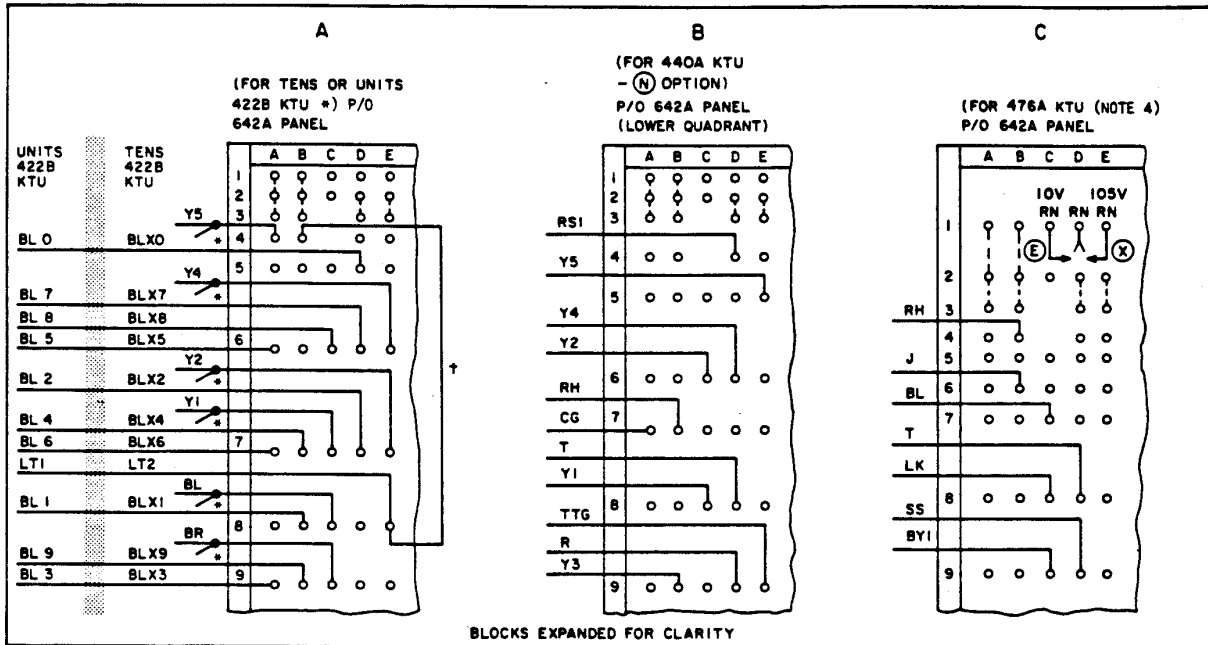 A
B
C
(FOR TENS OR UNITS
422B KTU *) P/O
642A PANEL
(FOR 440A KTU
- (N) OPTION)
P/O 642A PANEL
(LOWER QUADRANT)
(FOR 476A KTU (NOTE 4)
P/O 642A PANEL
UNITS
422B
KTU
TENS
422B
KTU
A B C D E
1
2
Y5
3
* 4
BL 0 BLX0
5
Y4
*
BL 7 BLX7
BL 8 BLX8
BL 5 BLX5 6
Y2
*
BL 2 BLX2
Y1
*
BL 4 BLX4
BL 6 BLX6 7
LT1 LT2
BL
*
BL 1 BLX1
8
BR
*
BL 9 BLX9
BL 3 BLX3 9
†
A B C D E
1
2
3
RS1
4
Y5
5
Y4
Y2
6
RH
CG 7
T
Y1
8
TTG
R
Y3
9
A B C D E
10V 105V
RN RN RN
1
E X
2
3
RH
4
J 5
BL 6
7
T
LK
8
SS
BY1
9
BLOCKS EXPANDED FOR CLARITY